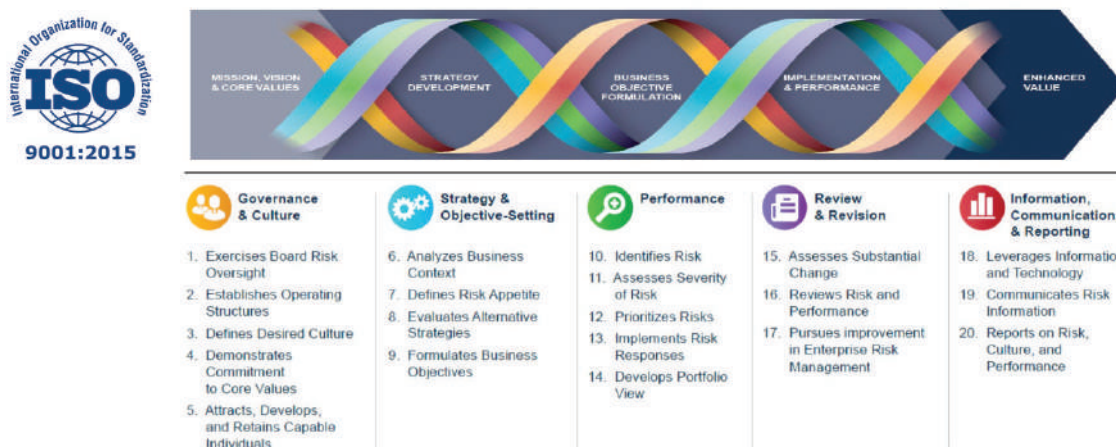 International Organization for Standardization
ISO
9001:2015
MISSION, VISION
& CORE VALUES
STRATEGY
DEVELOPMENT
BUSINESS
OBJECTIVE
FORMULATION
IMPLEMENTATION
& PERFORMANCE
ENHANCED
VALUE
Governance
& Culture
1. Exercises Board Risk
Oversight
2. Establishes Operating
Structures
3. Defines Desired Culture
4. Demonstrates
Commitment
to Core Values
5. Attracts, Develops,
and Retains Capable
Individuals
Strategy &
Objective-Setting
6. Analyzes Business
Context
7. Defines Risk Appetite
8. Evaluates Alternative
Strategies
9. Formulates Business
Objectives
Performance
10. Identifies Risk
11. Assesses Severity
of Risk
12. Prioritizes Risks
13. Implements Risk
Responses
14. Develops Portfolio
View
Review
& Revision
15. Assesses Substantial
Change
16. Reviews Risk and
Performance
17. Pursues improvement
in Enterprise Risk
Management
Information,
Communication
& Reporting
18. Leverages Informatio
and Technology
19. Communicates Risk
Information
20. Reports on Risk,
Culture, and
Performance